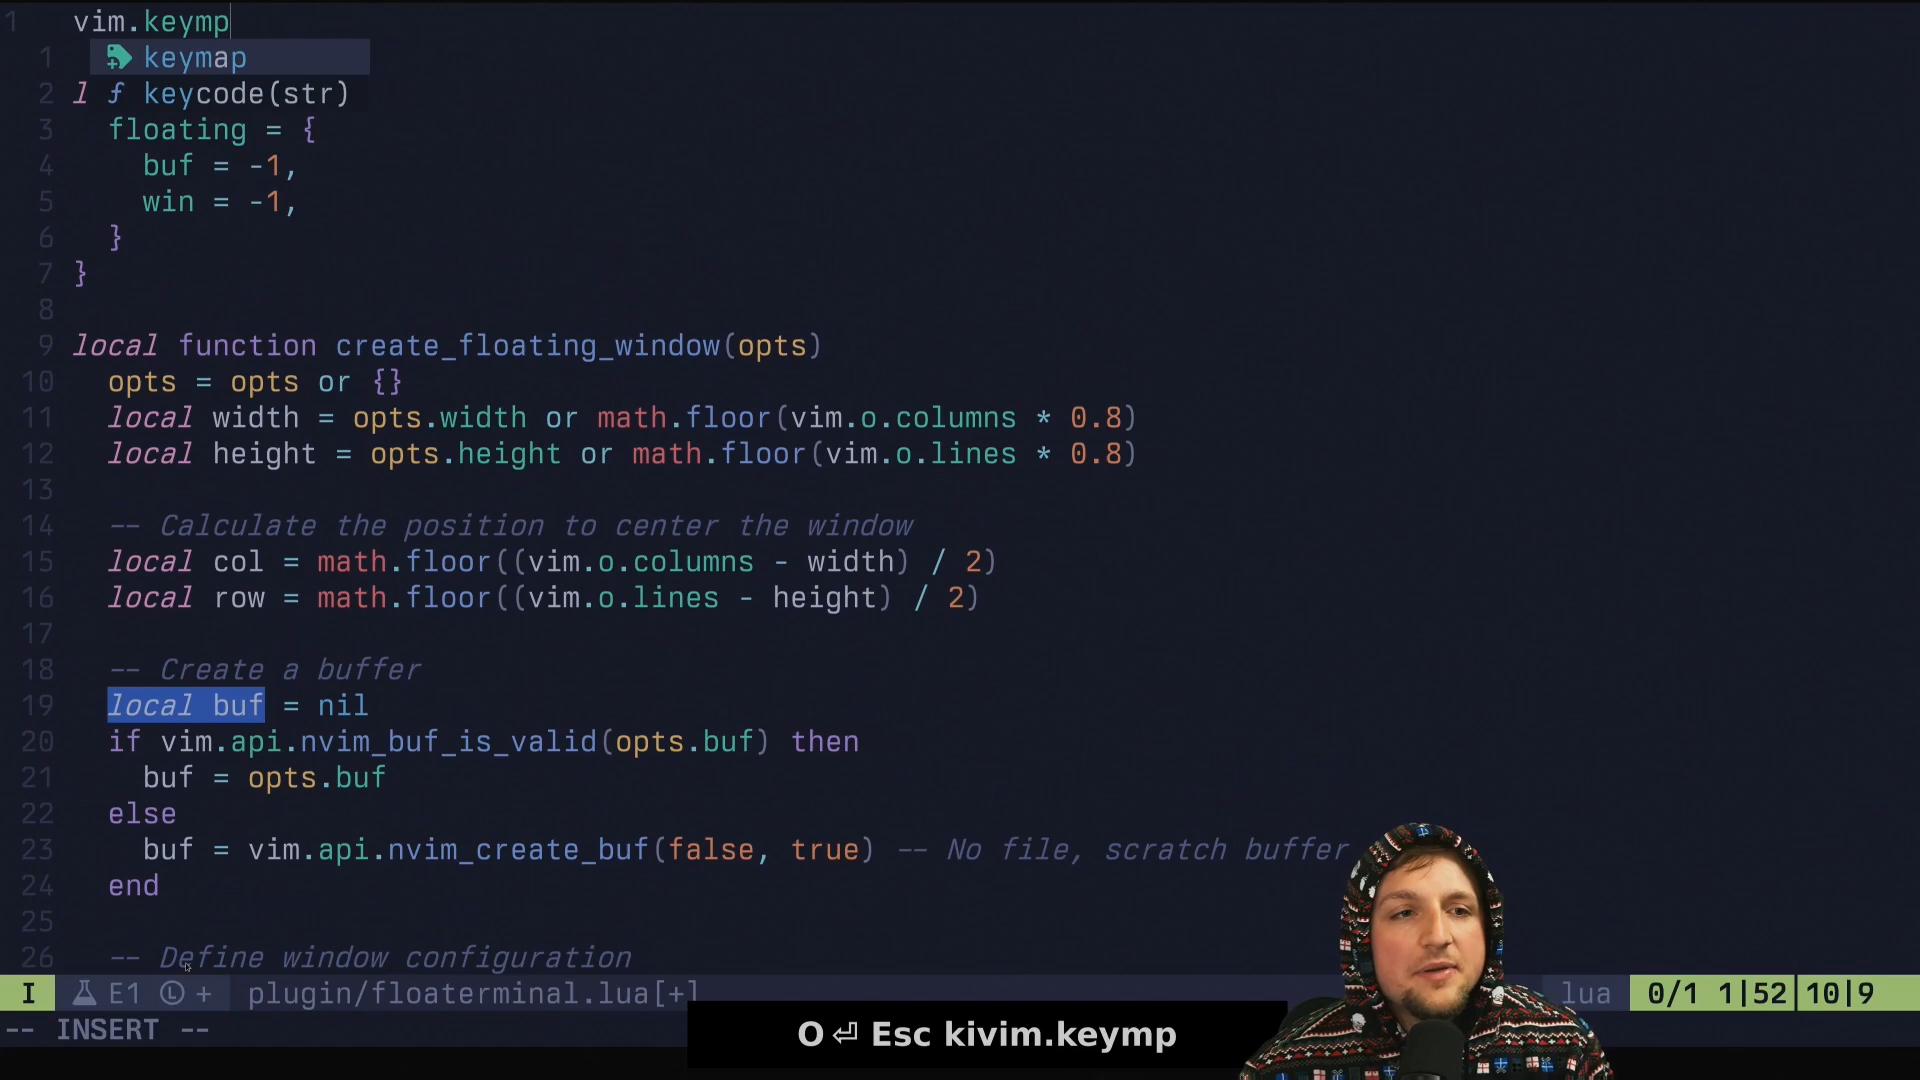 1 vim.keymp
1 keymap
2 l f keycode(str)
3 floating = {
4 buf = -1,
5 win = -1,
6 }
7 }
8
9 local function create_floating_window(opts)
10 opts = opts or {}
11 local width = opts.width or math.floor(vim.o.columns * 0.8)
12 local height = opts.height or math.floor(vim.o.lines * 0.8)
13
14 -- Calculate the position to center the window
15 local col = math.floor((vim.o.columns - width) / 2)
16 local row = math.floor((vim.o.lines - height) / 2)
17
18 -- Create a buffer
19 local buf = nil
20 if vim.api.nvim_buf_is_valid(opts.buf) then
21 buf = opts.buf
22 else
23 buf = vim.api.nvim_create_buf(false, true) -- No file, scratch buffer
24 end
25
26 -- Define window configuration
I E1 L + plugin/floaterminal.lua[+] lua 0/1 1|52|10|9
-- INSERT --
O ⏎ Esc kivim.keymp